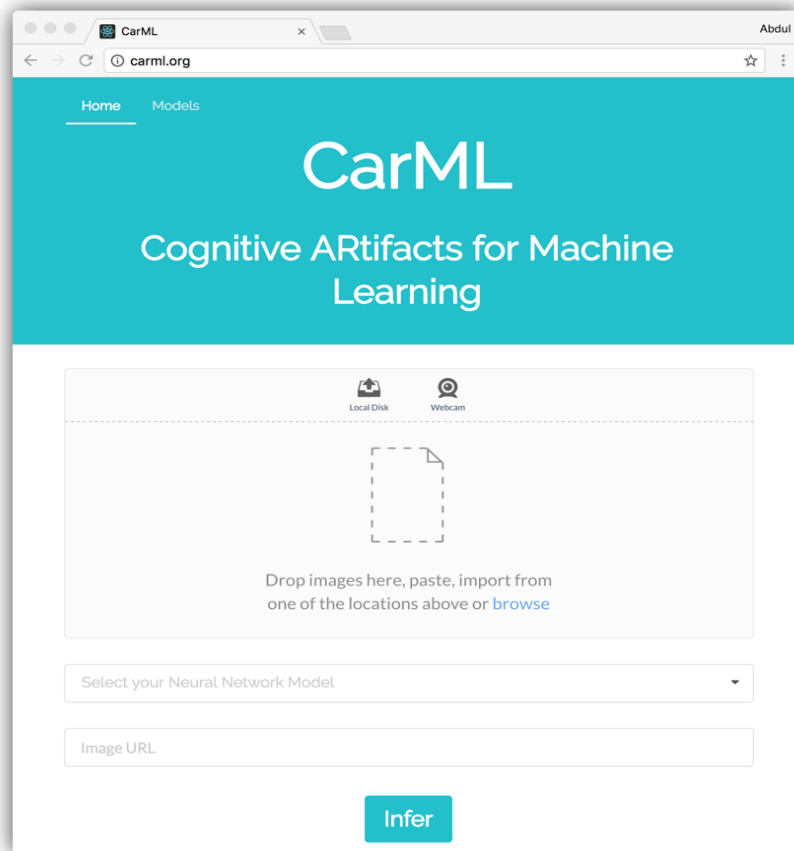 CarML
Abdul
carml.org
Home Models
CarML
Cognitive ARtifacts for Machine
Learning
Local Disk Webcam
Drop images here, paste, import from
one of the locations above or browse
Select your Neural Network Model
Image URL
Infer